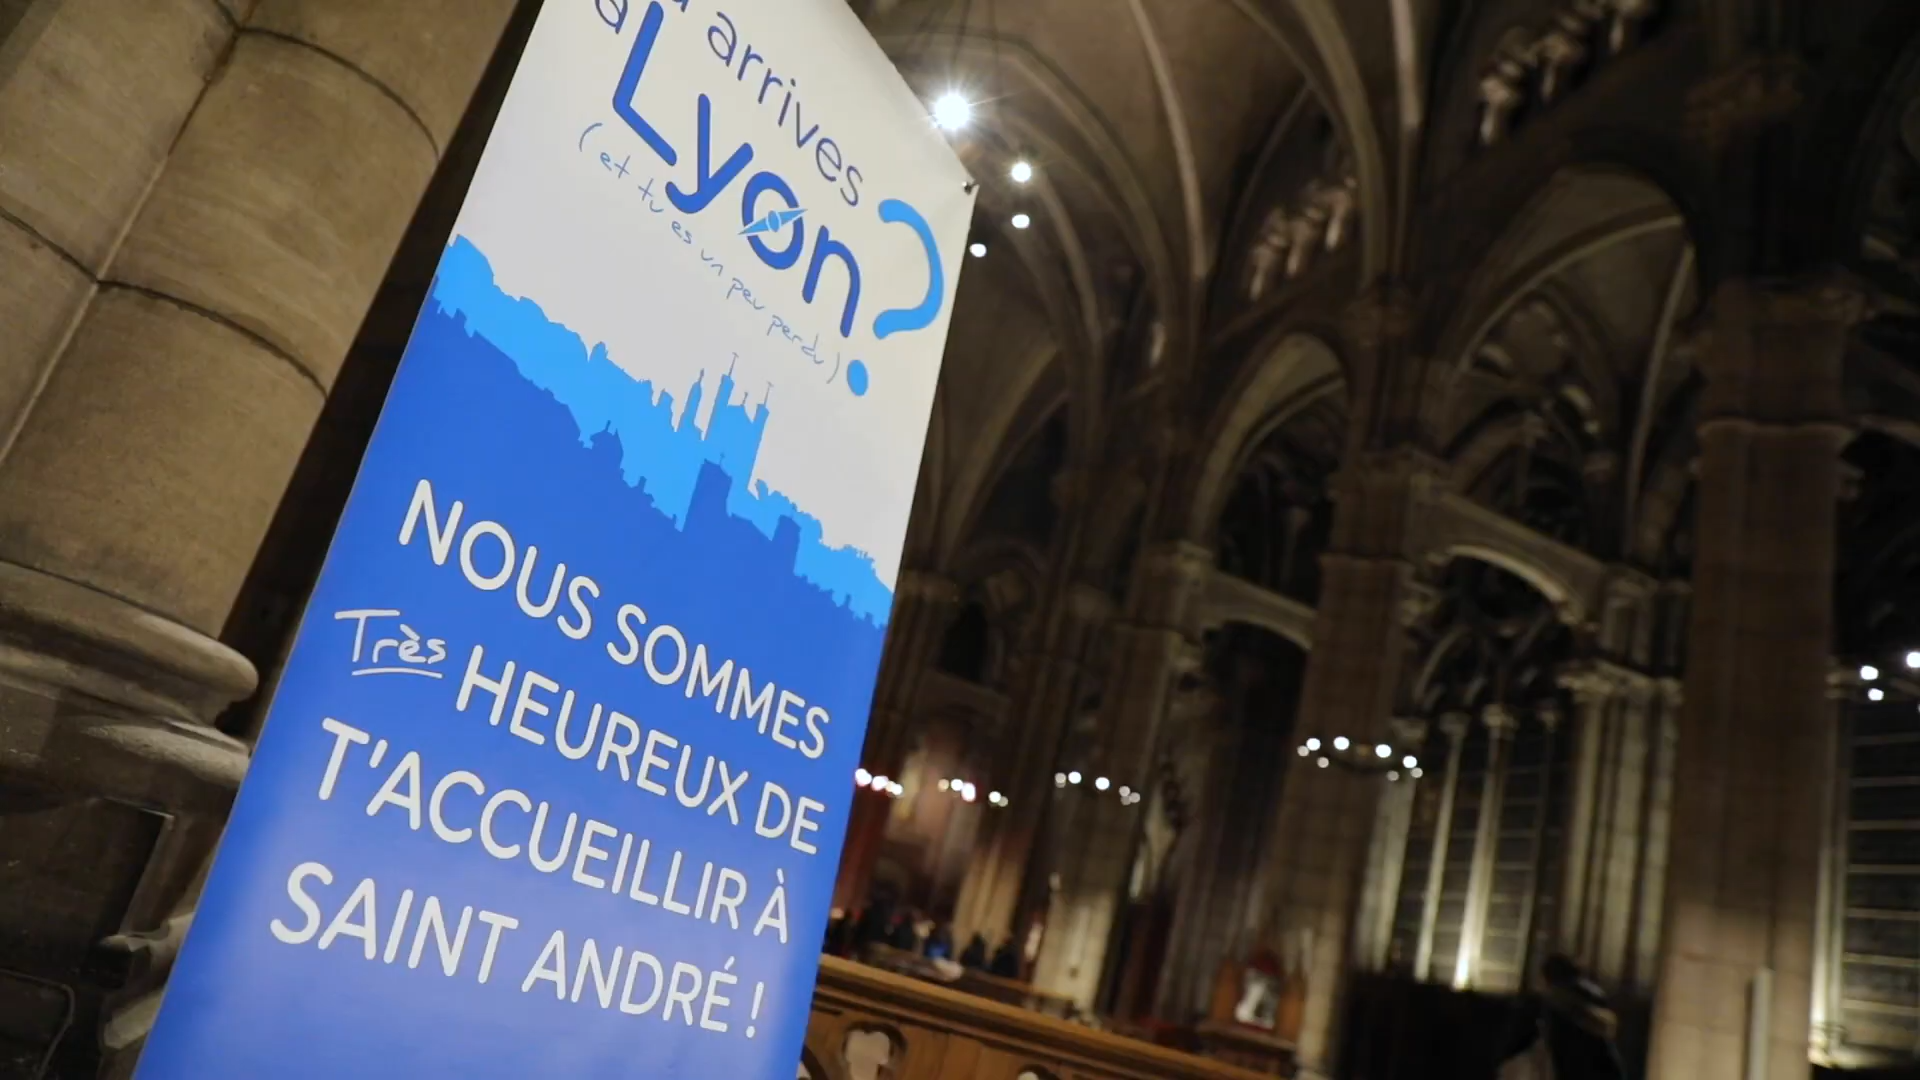 arrives
à Lyon?
(et tu es un peu perdu)
NOUS SOMMES
Très HEUREUX DE
T'ACCUEILLIR À
SAINT ANDRÉ !